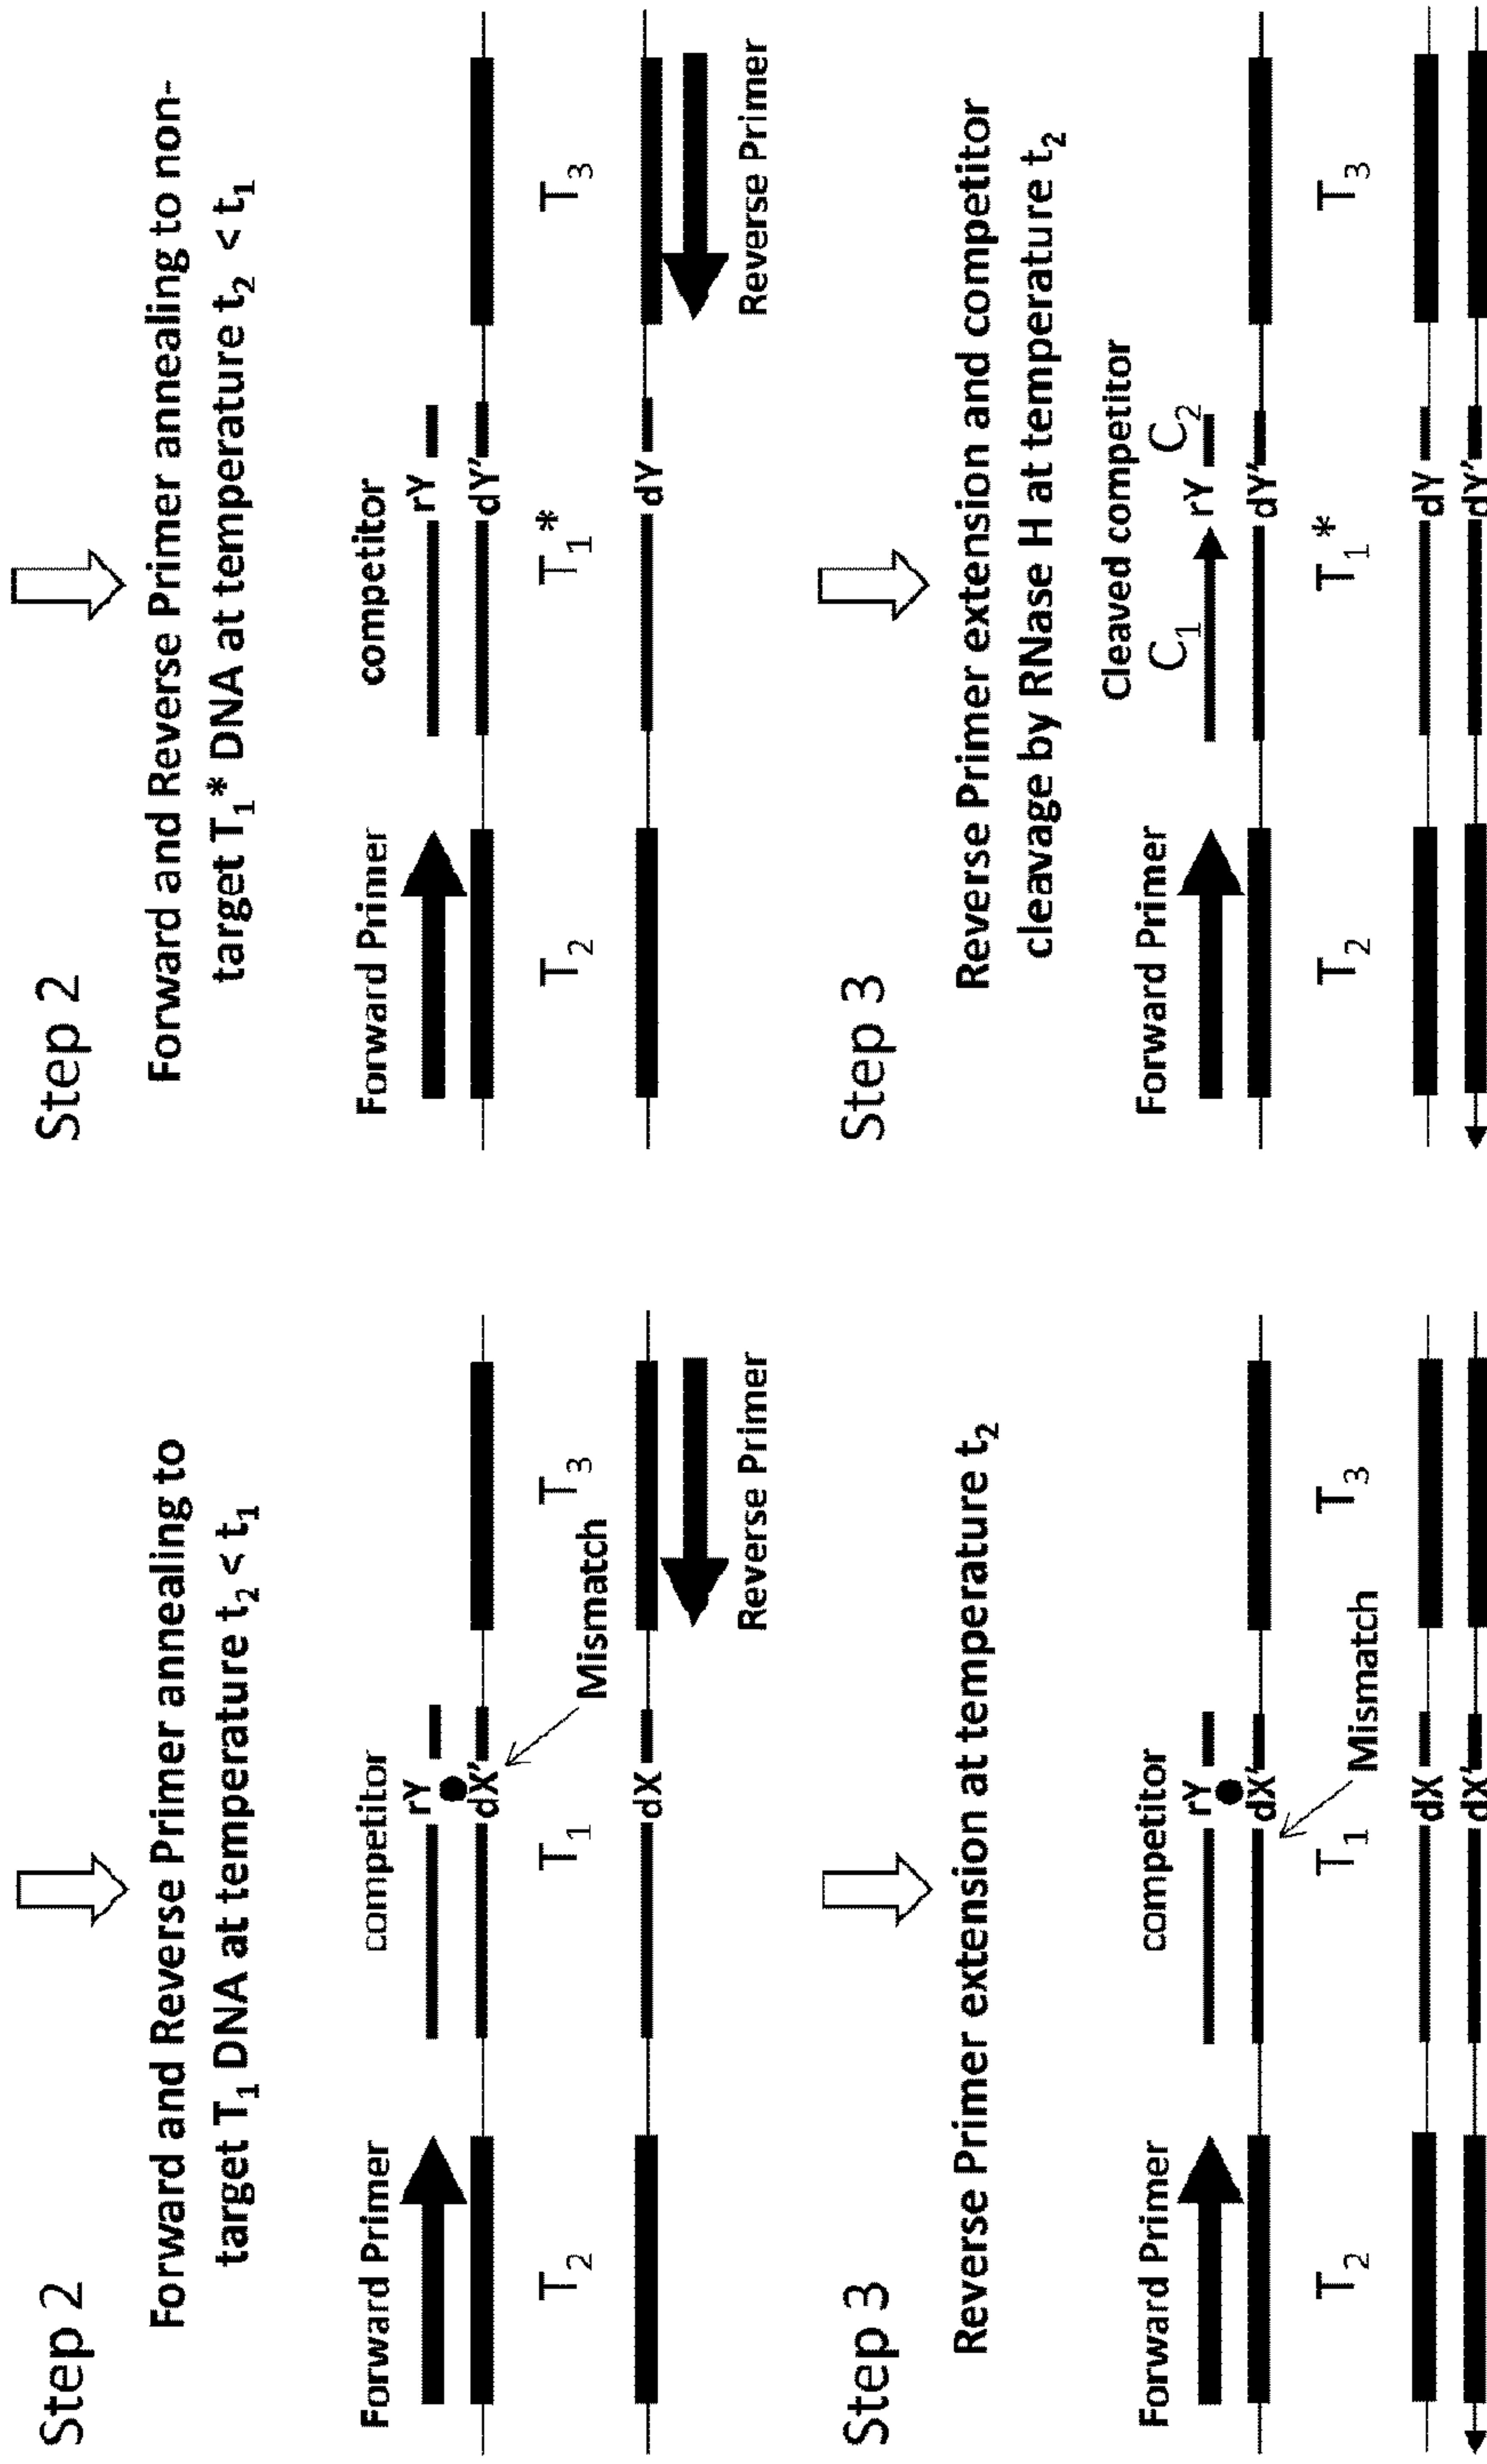 Step 2
Forward and Reverse Primer annealing to
target T₁ DNA at temperature t₂ < t₁
Forward Primer
competitor
rY
dX'
T₂
T₁
T₃
Mismatch
dX
Reverse Primer
Step 3
Reverse Primer extension at temperature t₂
Forward Primer
competitor
rY
dX'
T₂
T₁
T₃
Mismatch
dX
dX'
Step 2
Forward and Reverse Primer annealing to non-
target T₁* DNA at temperature t₂ < t₁
Forward Primer
competitor
rY
dY'
T₂
T₁*
T₃
dY
Reverse Primer
Step 3
Reverse Primer extension and competitor
cleavage by RNase H at temperature t₂
Cleaved competitor
Forward Primer
C₁
rY
C₂
dY'
T₂
T₁*
T₃
dY
dY'